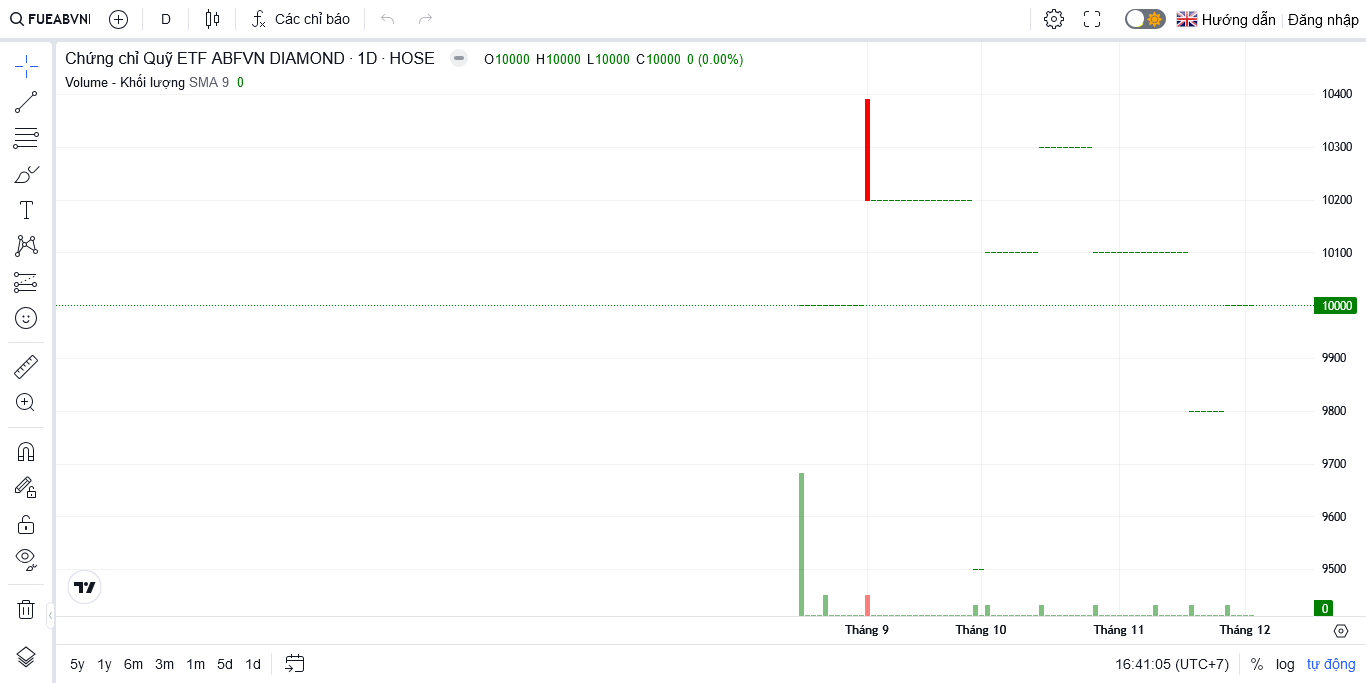 FUEABVNI D Các chỉ báo Hướng dẫn Đăng nhập
Chứng chỉ Quỹ ETF ABFVN DIAMOND · 1D · HOSE O10000 H10000 L10000 C10000 0 (0.00%)
Volume - Khối lượng SMA 9 0
10400
10300
10200
10100
10000
9900
9800
9700
9600
9500
0
Tháng 9 Tháng 10 Tháng 11 Tháng 12
5y 1y 6m 3m 1m 5d 1d 16:41:05 (UTC+7) % log tự động